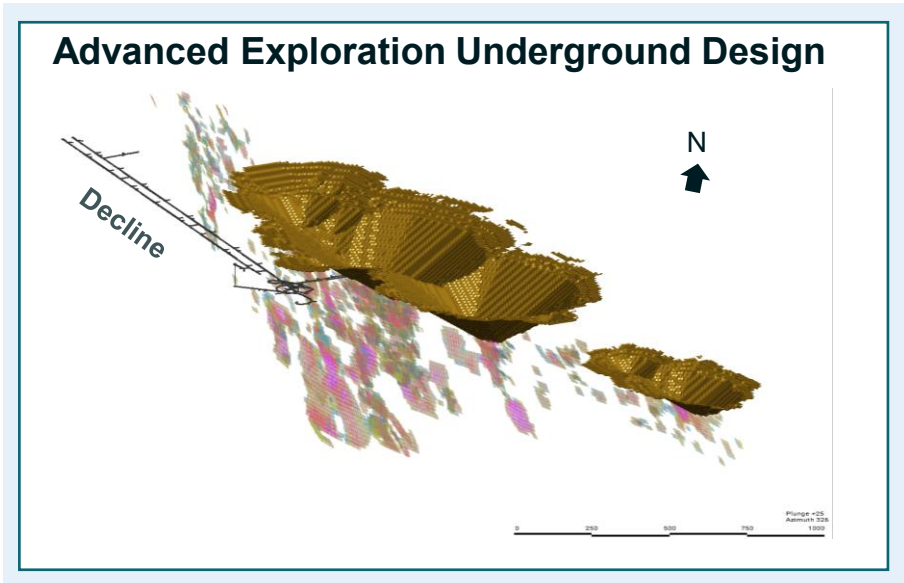 Advanced Exploration Underground Design
N
Decline
Plunge +25
Azimuth 326
0 250 500 750 1000